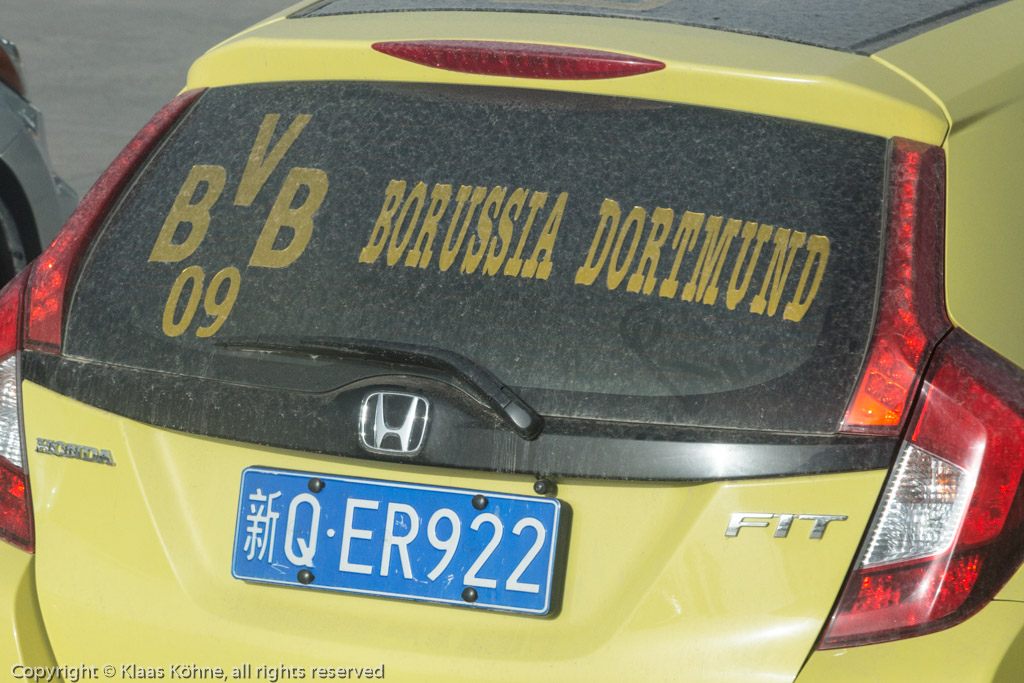 BVB
09
BORUSSIA DORTMUND
HONDA
FIT
新Q·ER922
Copyright © Klaas Köhne, all rights reserved